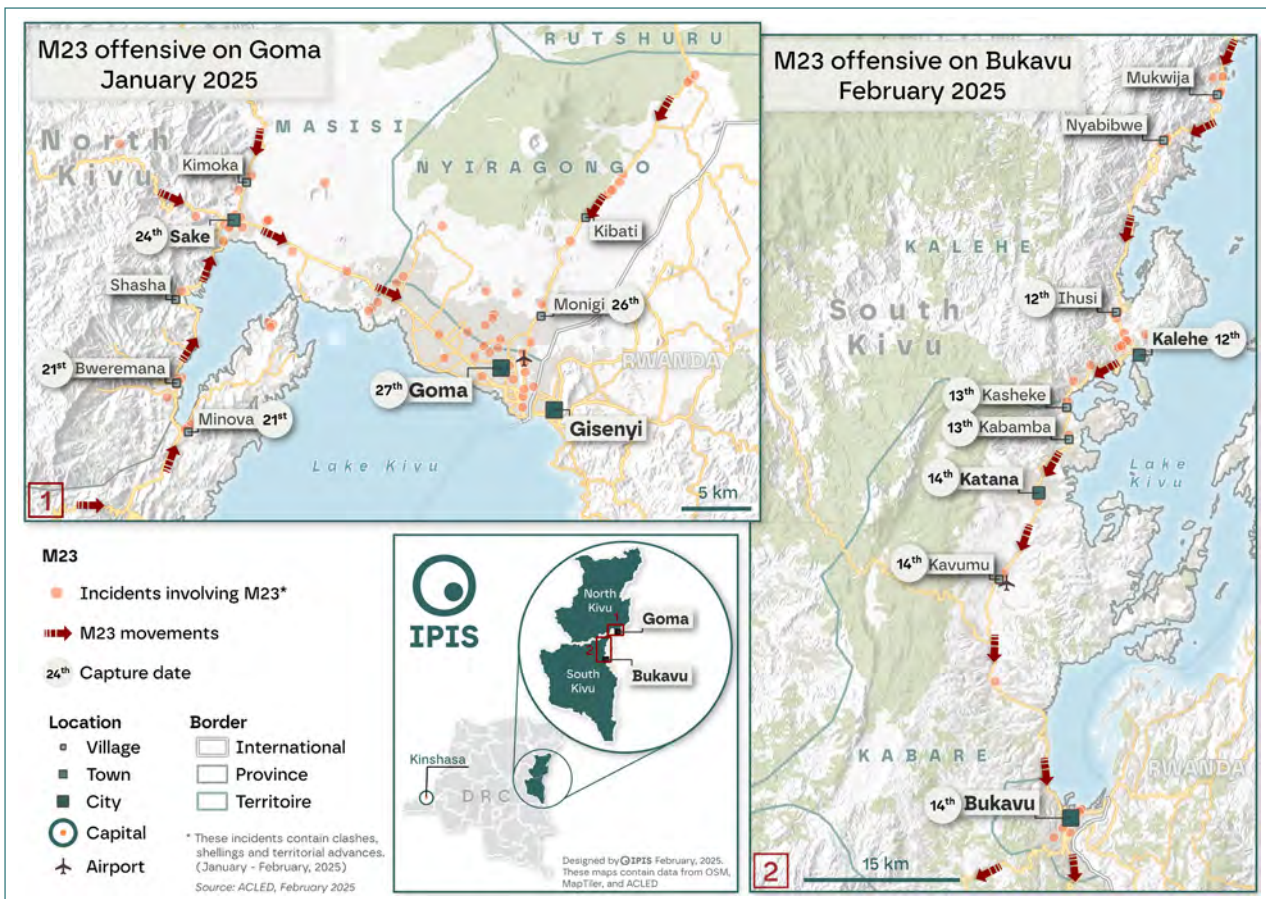 M23 offensive on Goma
January 2025
RUTSHURU
MASISI
North
Kivu
NYIRAGONGO
Kimoka
24th Sake
Kibati
Shasha
Monigi 26th
21st Bweremana
RWANDA
27th Goma
Minova 21st
Gisenyi
Lake Kivu
1
5 km
M23 offensive on Bukavu
February 2025
Mukwija
Nyabibwe
KALEHE
South
Kivu
12th Ihusi
Kalehe 12th
13th Kasheke
13th Kabamba
Lake
Kivu
14th Katana
14th Kavumu
KABARE
RWANDA
14th Bukavu
15 km
2
M23
Incidents involving M23*
M23 movements
24th Capture date
Location
Village
Town
City
Capital
Airport
Border
International
Province
Territoire
* These incidents contain clashes,
shellings and territorial advances.
(January - February, 2025)
Source: ACLED, February 2025
IPIS
North
Kivu
1
Goma
2
South
Kivu
Bukavu
Kinshasa
DRC
Designed by IPIS February, 2025.
These maps contain data from OSM,
MapTiler, and ACLED